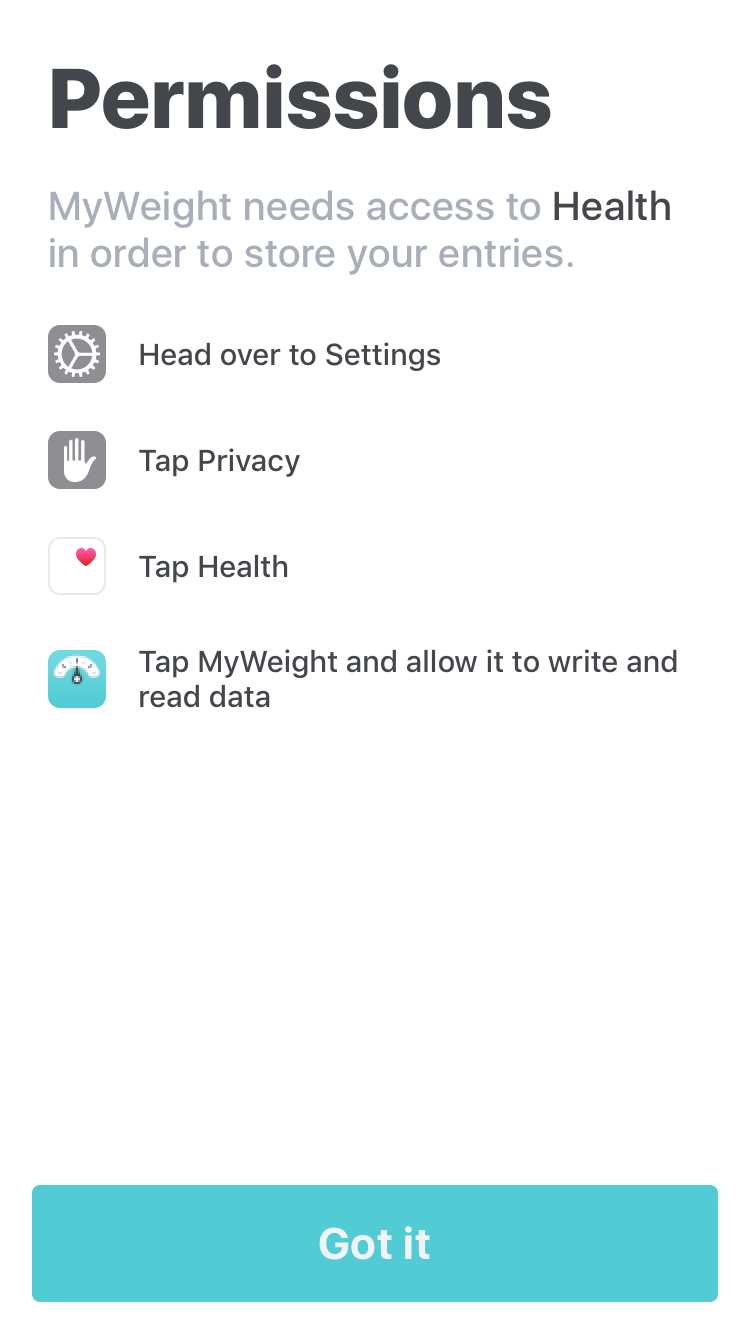 Permissions
MyWeight needs access to Health
in order to store your entries.
Head over to Settings
Tap Privacy
Tap Health
Tap MyWeight and allow it to write and
read data
Got it